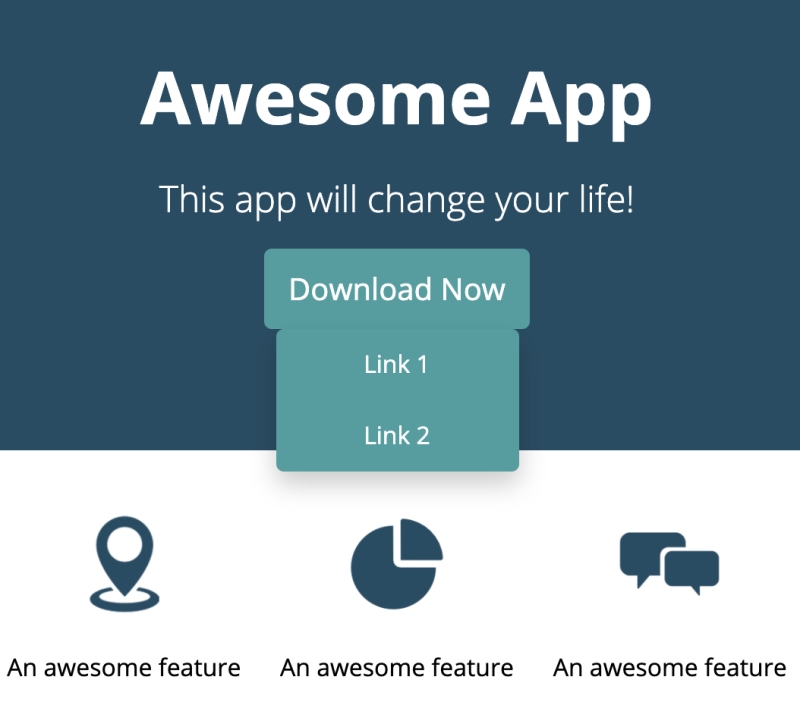 Awesome App
This app will change your life!
Download Now
Link 1
Link 2
An awesome feature
An awesome feature
An awesome feature